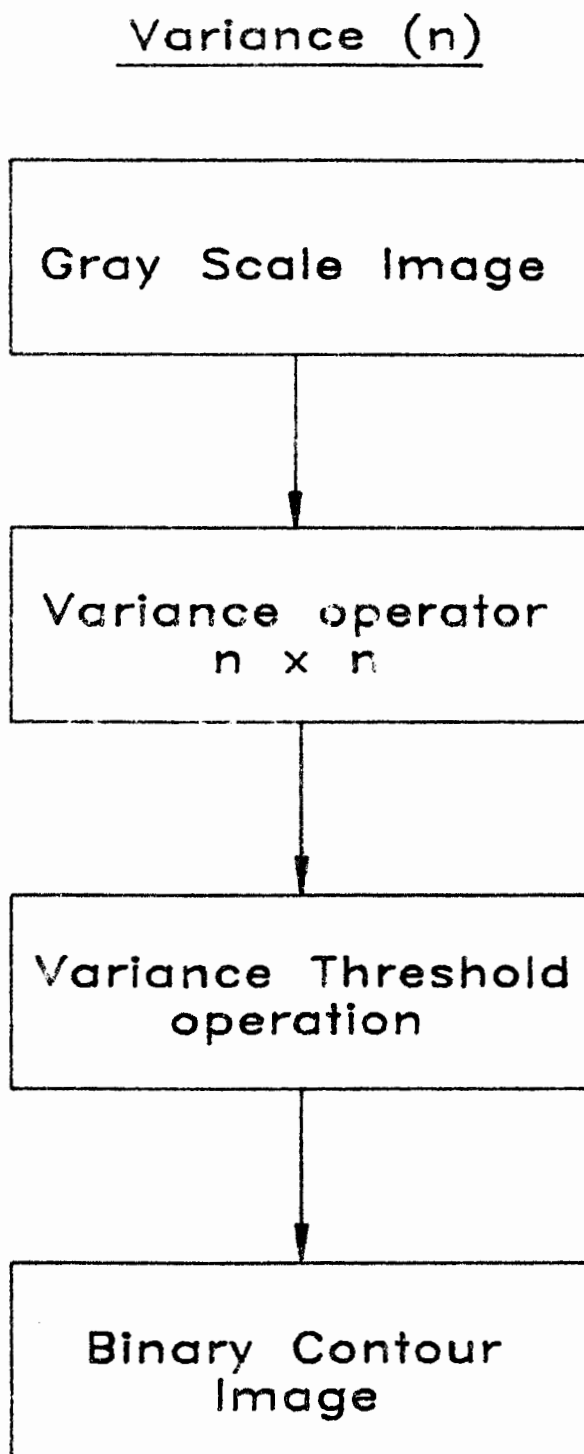 Variance (n)
Gray Scale Image
Variance operator
n x n
Variance Threshold
operation
Binary Contour
Image